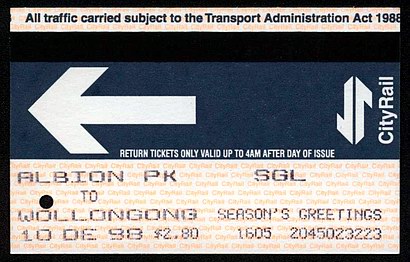 All traffic carried subject to the Transport Administration Act 1988
CityRail
RETURN TICKETS ONLY VALID UP TO 4AM AFTER DAY OF ISSUE
ALBION PK SGL
TO
WOLLONGONG SEASON'S GREETINGS
10 DE 98 $2.80 1605 2045023223